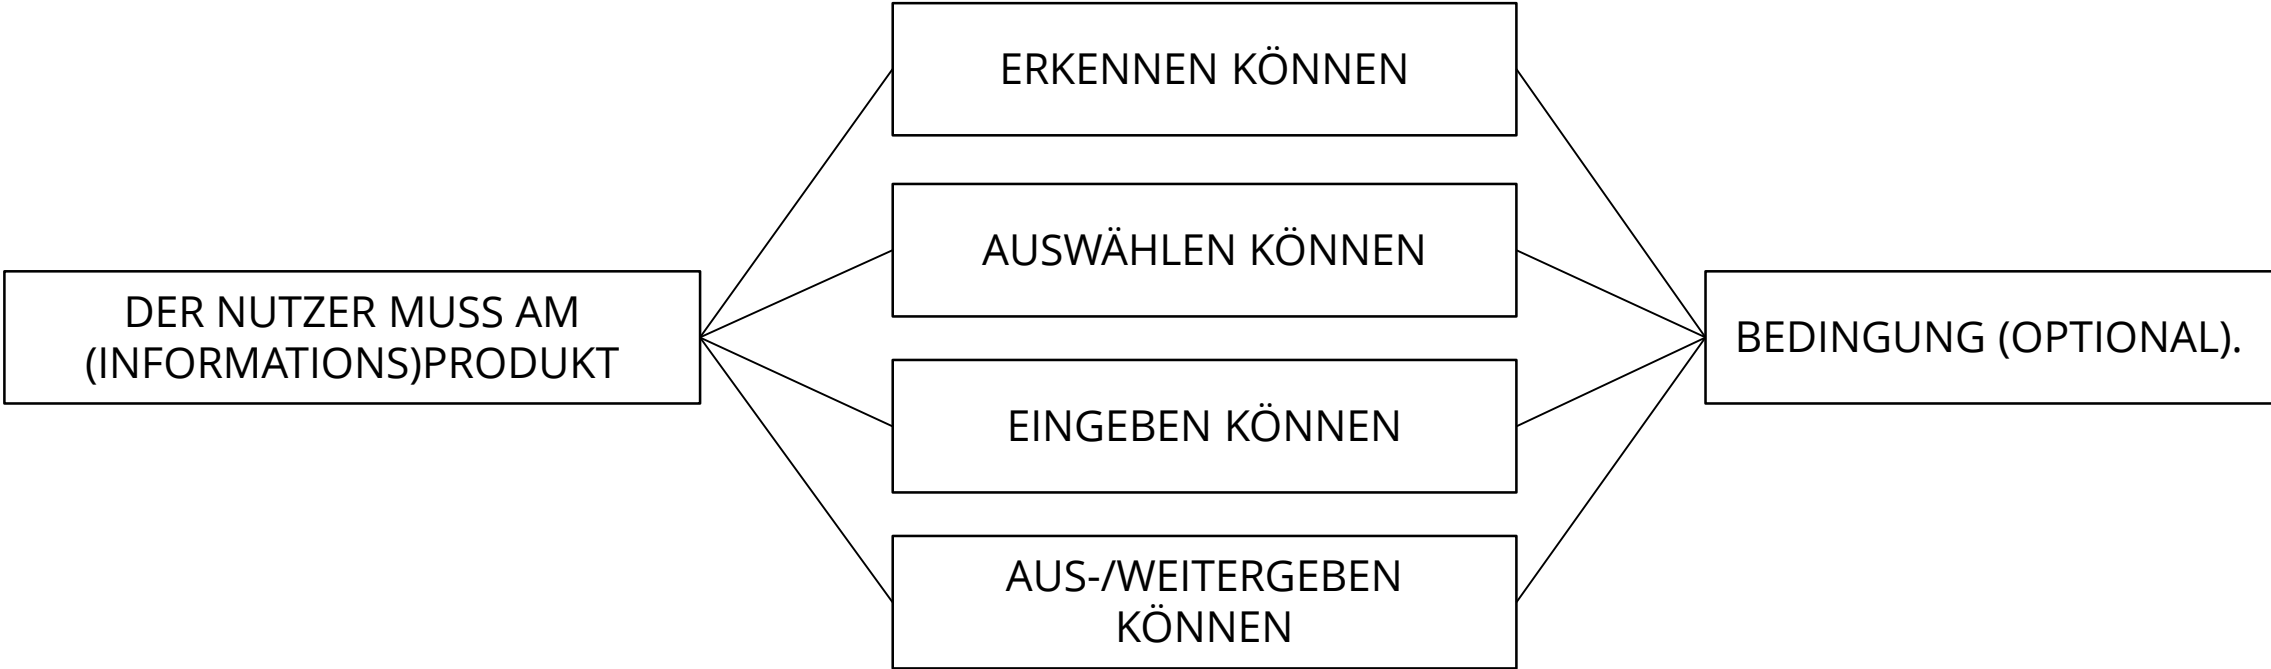 DER NUTZER MUSS AM
(INFORMATIONS)PRODUKT
ERKENNEN KÖNNEN
AUSWÄHLEN KÖNNEN
EINGEBEN KÖNNEN
AUS-/WEITERGEBEN
KÖNNEN
BEDINGUNG (OPTIONAL).